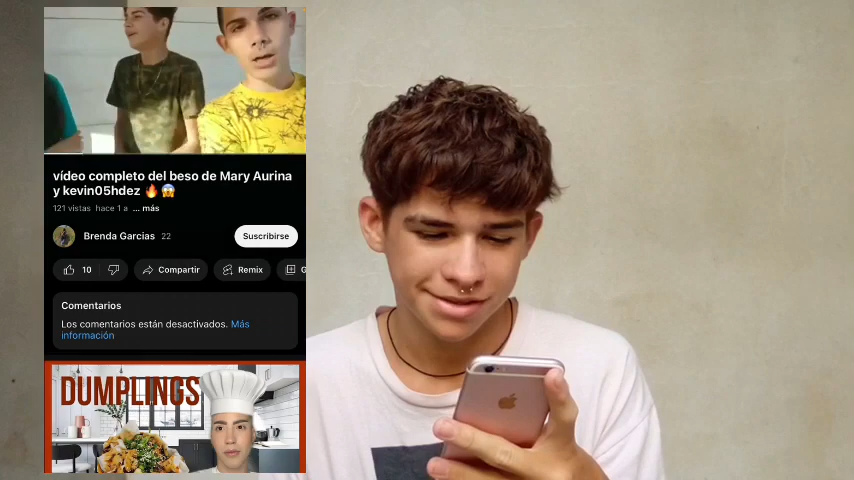 vídeo completo del beso de Mary Aurina
y kevin05hdez 🔥😱
121 vistas hace 1 a ... más
Brenda Garcias 22
Suscribirse
10 Compartir Remix G
Comentarios
Los comentarios están desactivados. Más
información
DUMPLINGS